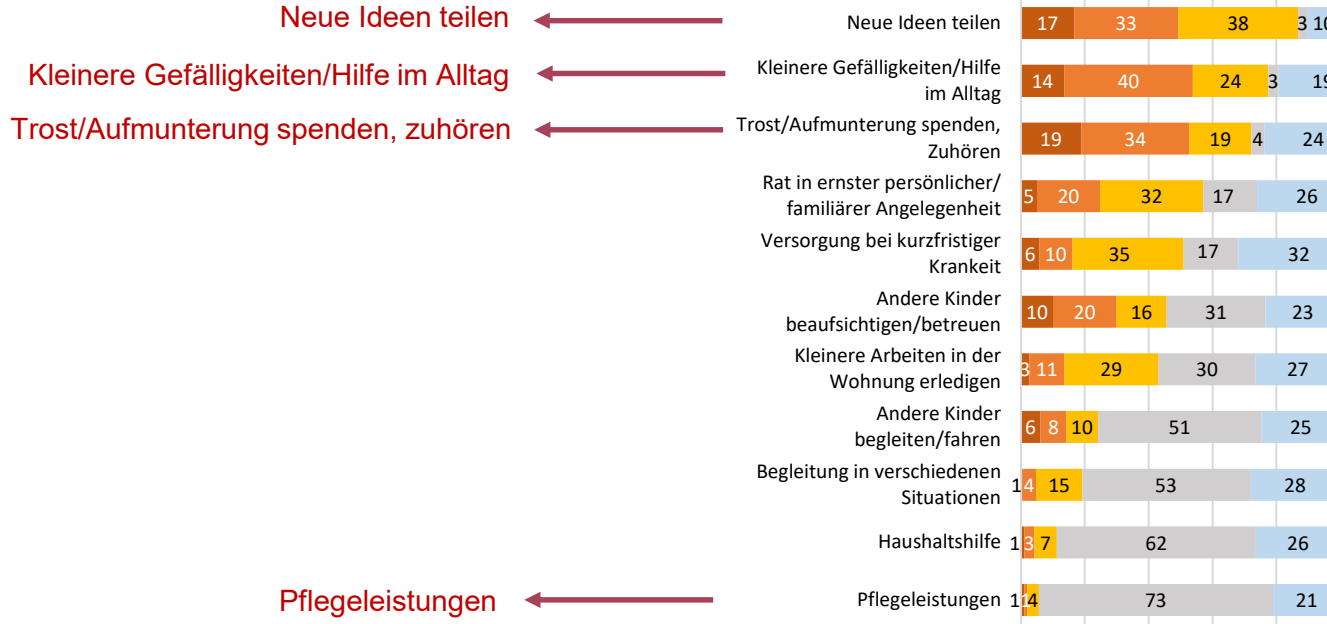 Neue Ideen teilen
Neue Ideen teilen
17 33 38 3 10
Kleinere Gefälligkeiten/Hilfe im Alltag
Kleinere Gefälligkeiten/Hilfe
im Alltag
14 40 24 3 19
Trost/Aufmunterung spenden, zuhören
Trost/Aufmunterung spenden,
Zuhören
19 34 19 4 24
Rat in ernster persönlicher/
familiärer Angelegenheit
5 20 32 17 26
Versorgung bei kurzfristiger
Krankeit
6 10 35 17 32
Andere Kinder
beaufsichtigen/betreuen
10 20 16 31 23
Kleinere Arbeiten in der
Wohnung erledigen
3 11 29 30 27
Andere Kinder
begleiten/fahren
6 8 10 51 25
Begleitung in verschiedenen
Situationen
1 4 15 53 28
Haushaltshilfe
1 3 7 62 26
Pflegeleistungen
Pflegeleistungen
1 1 4 73 21